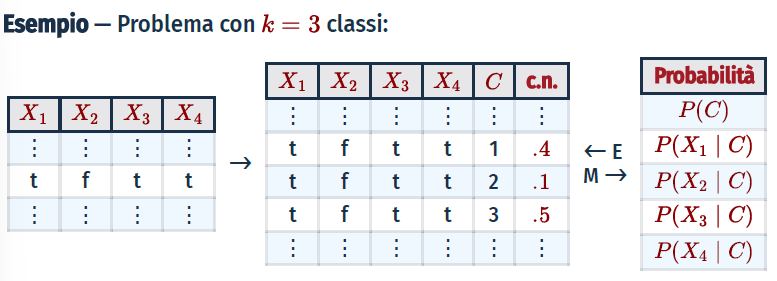 Esempio — Problema con k = 3 classi:
X₁ X₂ X₃ X₄
⋮ ⋮ ⋮ ⋮
t f t t
⋮ ⋮ ⋮ ⋮
→
X₁ X₂ X₃ X₄ C c.n.
⋮ ⋮ ⋮ ⋮ ⋮ ⋮
t f t t 1 .4
t f t t 2 .1
t f t t 3 .5
⋮ ⋮ ⋮ ⋮ ⋮ ⋮
← E
M →
Probabilità
P(C)
P(X₁ | C)
P(X₂ | C)
P(X₃ | C)
P(X₄ | C)